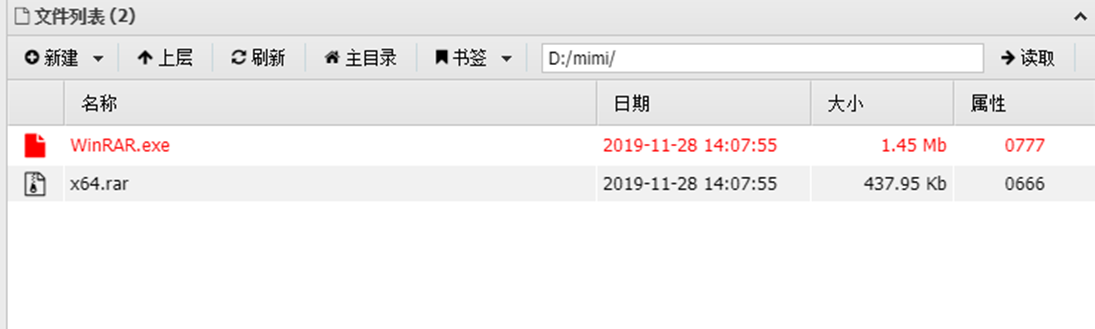 文件列表 (2)
新建 上层 刷新 主目录 书签 D:/mimi/ 读取
名称 日期 大小 属性
WinRAR.exe 2019-11-28 14:07:55 1.45 Mb 0777
x64.rar 2019-11-28 14:07:55 437.95 Kb 0666